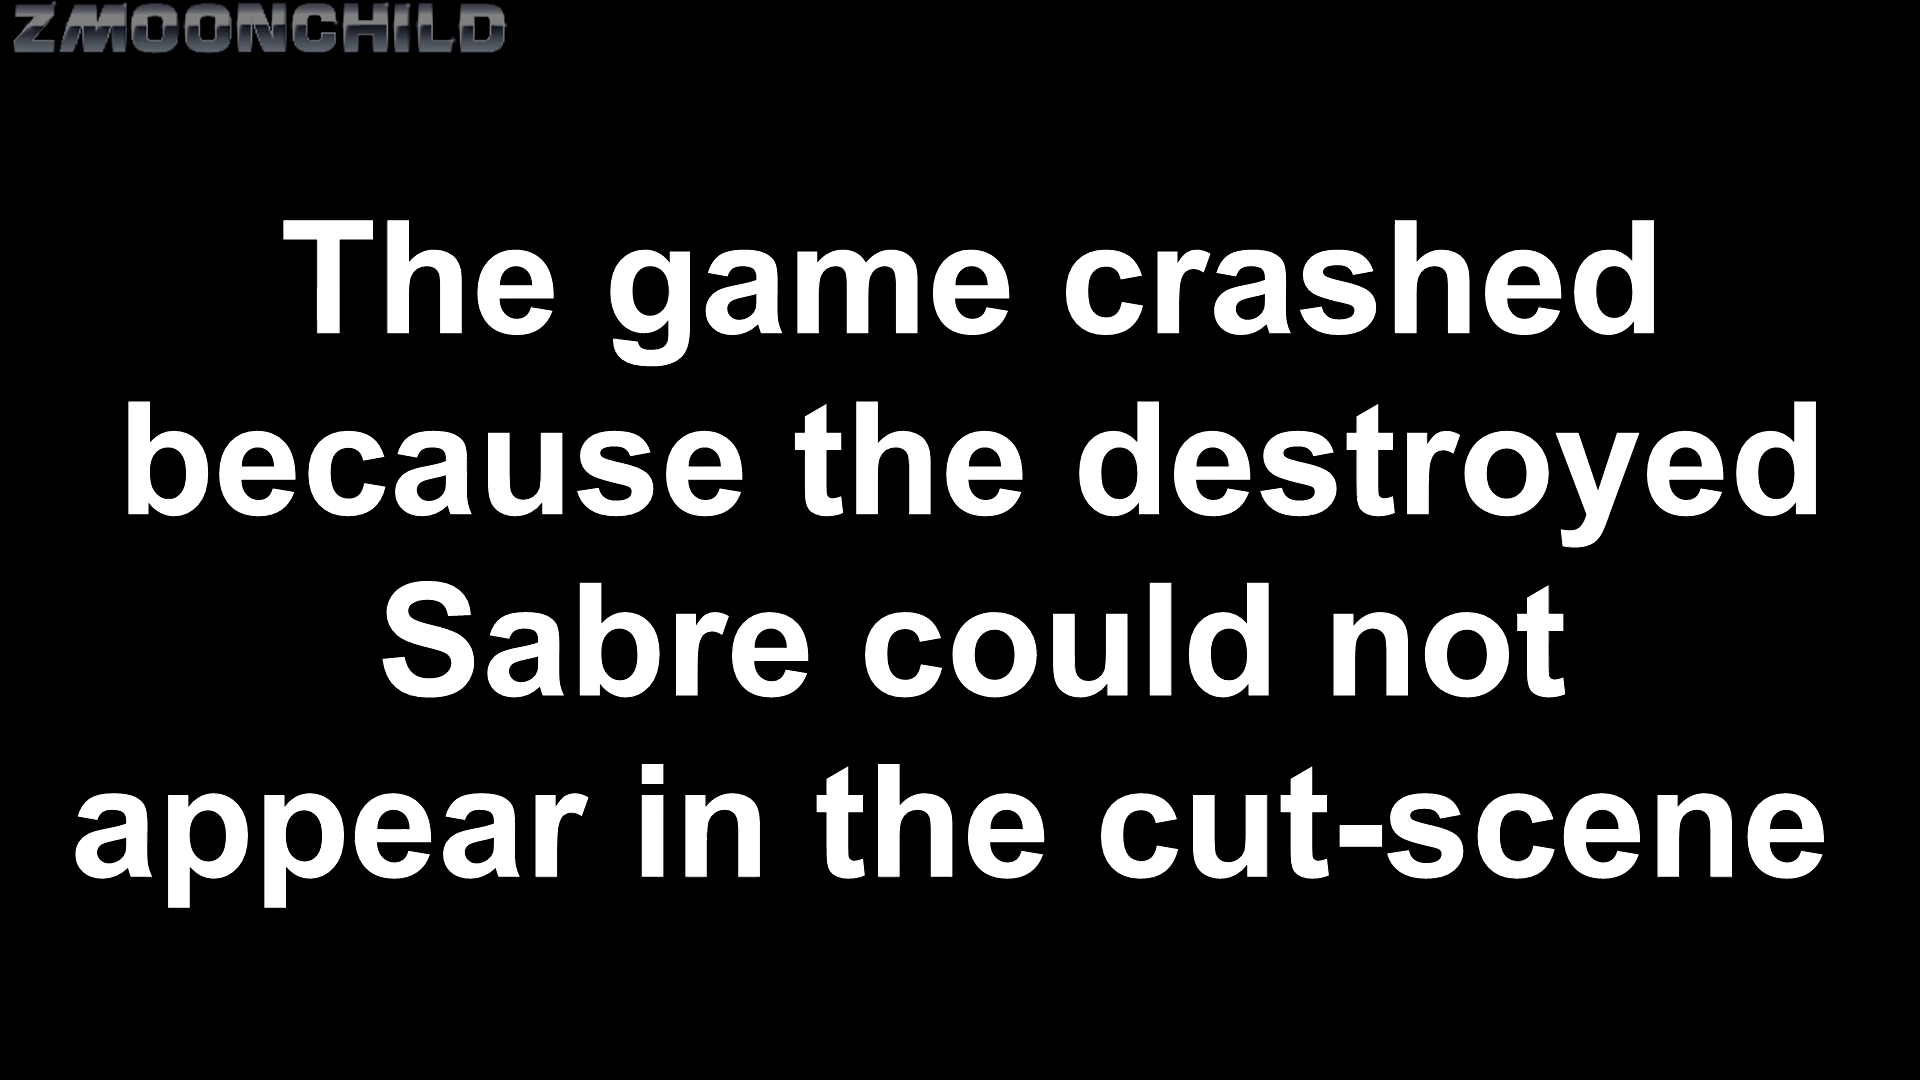 ZMOONCHILD
The game crashed
because the destroyed
Sabre could not
appear in the cut-scene